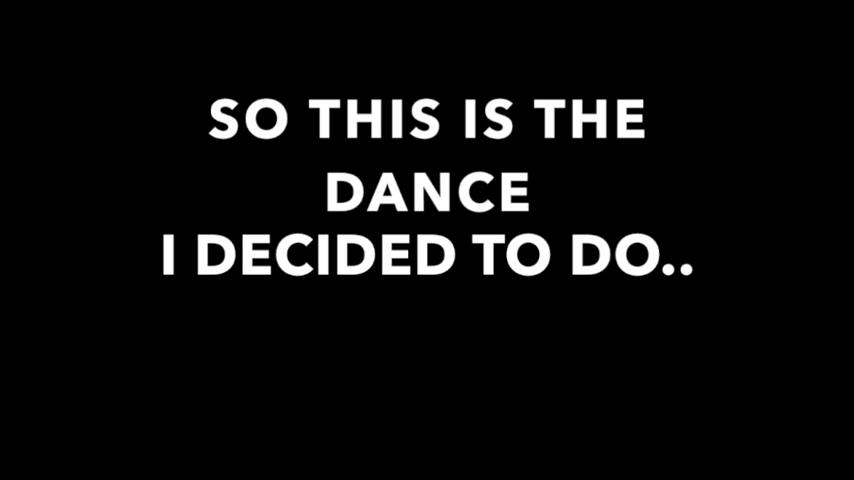 SO THIS IS THE
DANCE
I DECIDED TO DO..